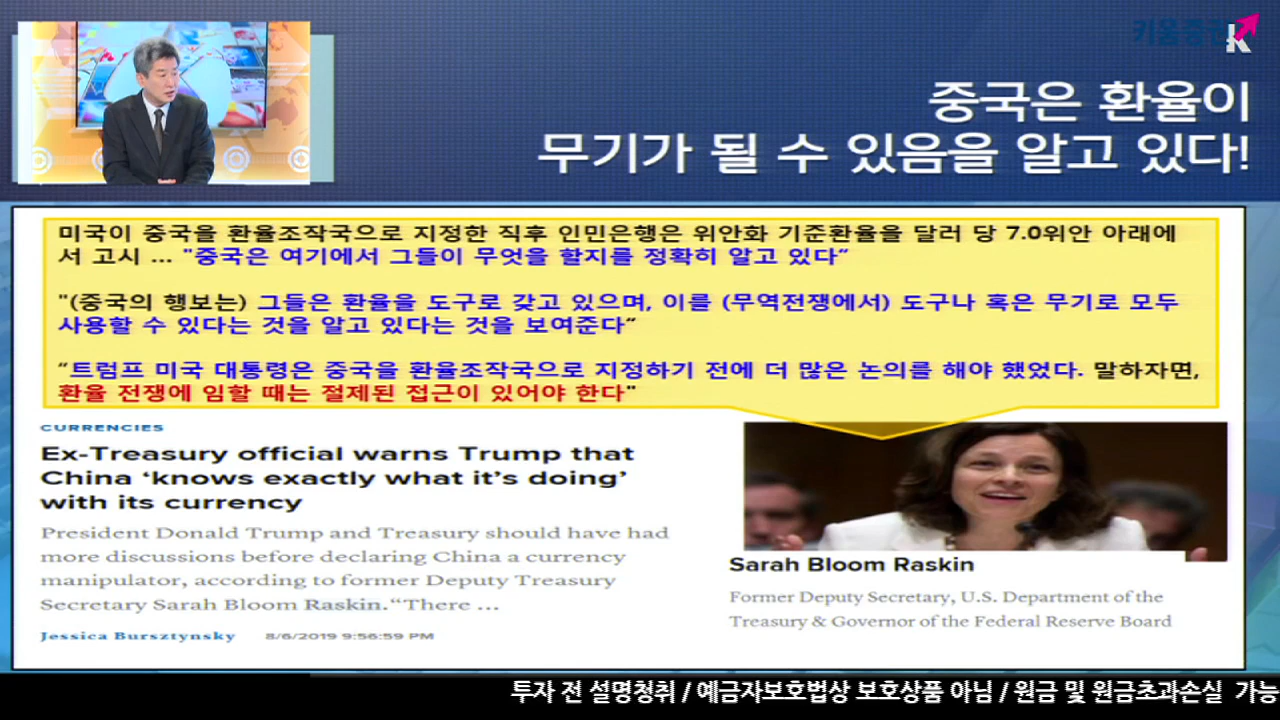 키움증권
중국은 환율이
무기가 될 수 있음을 알고 있다!
미국이 중국을 환율조작국으로 지정한 직후 인민은행은 위안화 기준환율을 달러 당 7.0위안 아래에
서 고시 ... "중국은 여기에서 그들이 무엇을 할지를 정확히 알고 있다“
"(중국의 행보는) 그들은 환율을 도구로 갖고 있으며, 이를 (무역전쟁에서) 도구나 혹은 무기로 모두
사용할 수 있다는 것을 알고 있다는 것을 보여준다“
“트럼프 미국 대통령은 중국을 환율조작국으로 지정하기 전에 더 많은 논의를 해야 했었다. 말하자면,
환율 전쟁에 임할 때는 절제된 접근이 있어야 한다"
CURRENCIES
Ex-Treasury official warns Trump that
China ‘knows exactly what it’s doing’
with its currency
President Donald Trump and Treasury should have had
more discussions before declaring China a currency
manipulator, according to former Deputy Treasury
Secretary Sarah Bloom Raskin.“There ...
Jessica Bursztynsky 8/6/2019 9:56:59 PM
Sarah Bloom Raskin
Former Deputy Secretary, U.S. Department of the
Treasury & Governor of the Federal Reserve Board
투자 전 설명청취 / 예금자보호법상 보호상품 아님 / 원금 및 원금초과손실 가능